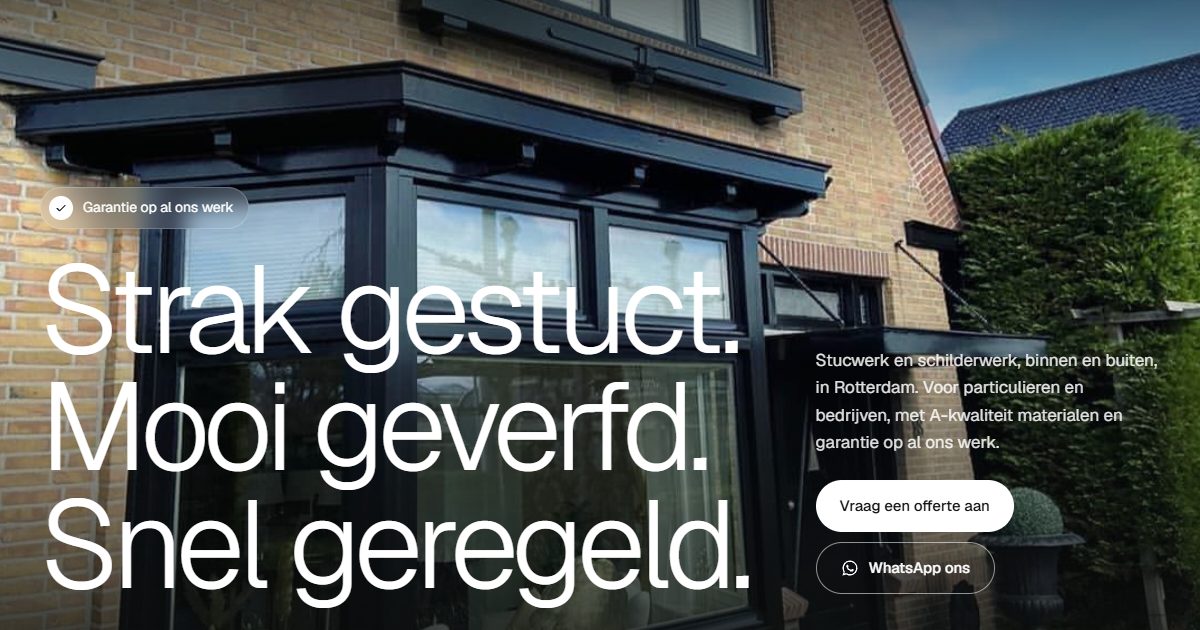 Garantie op al ons werk
Strak gestuct.
Mooi geverfd.
Snel geregeld.
Stucwerk en schilderwerk, binnen en buiten,
in Rotterdam. Voor particulieren en
bedrijven, met A-kwaliteit materialen en
garantie op al ons werk.
Vraag een offerte aan
WhatsApp ons